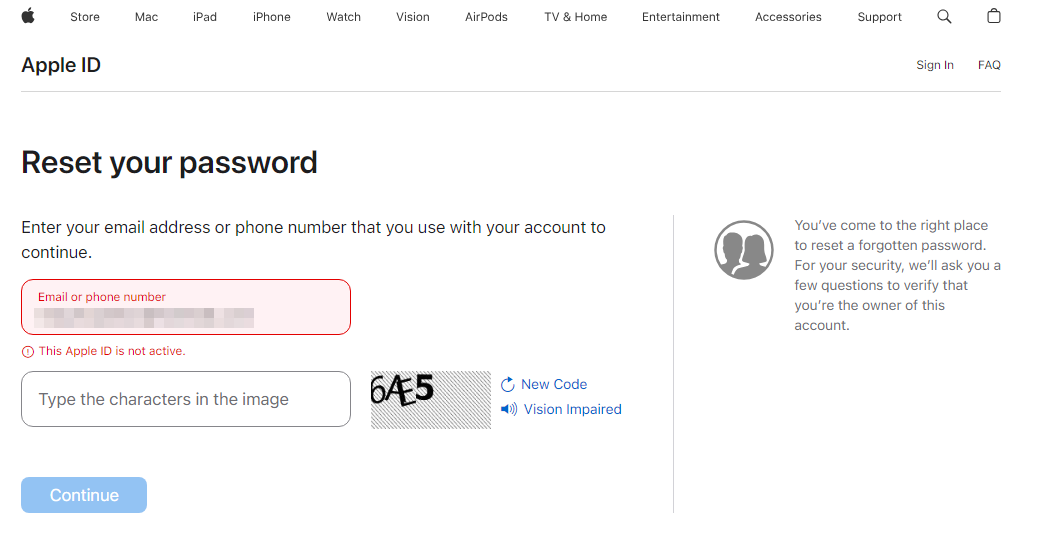 Store Mac iPad iPhone Watch Vision AirPods TV & Home Entertainment Accessories Support
Apple ID
Sign In FAQ
Reset your password
Enter your email address or phone number that you use with your account to
continue.
Email or phone number
This Apple ID is not active.
Type the characters in the image
6ÆE5
New Code
Vision Impaired
Continue
You've come to the right place
to reset a forgotten password.
For your security, we'll ask you a
few questions to verify that
you're the owner of this
account.